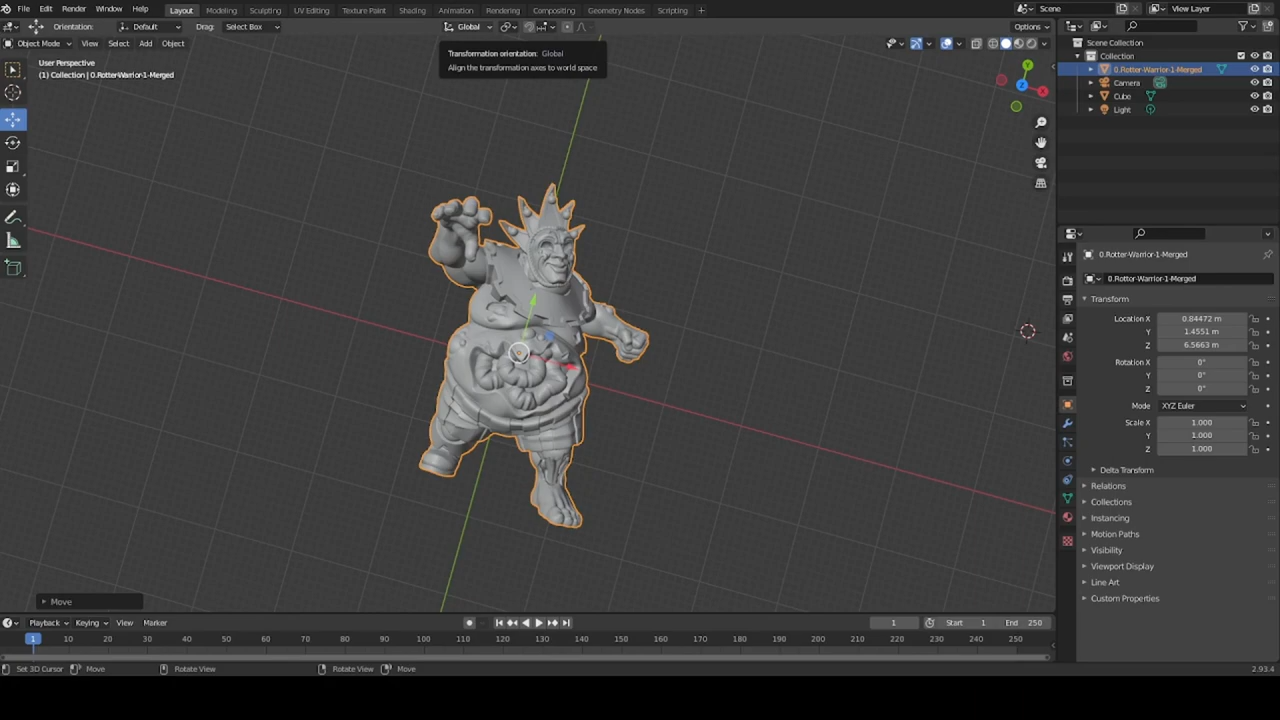 File Edit Render Window Help Layout Modeling Sculpting UV Editing Texture Paint Shading Animation Rendering Compositing Geometry Nodes Scripting + Scene View Layer
Orientation: Default Drag: Select Box Global Options
Object Mode View Select Add Object
Transformation orientation: Global
Align the transformation axes to world space
User Perspective
(1) Collection | 0.Rotter-Warrior-1-Merged
Y
Z
X
Scene Collection
Collection
0.Rotter-Warrior-1-Merged
Camera
Cube
Light
0.Rotter-Warrior-1-Merged
0.Rotter-Warrior-1-Merged
Transform
Location X 0.84472 m
Y 1.4551 m
Z 6.5663 m
Rotation X 0°
Y 0°
Z 0°
Mode XYZ Euler
Scale X 1.000
Y 1.000
Z 1.000
Delta Transform
Relations
Collections
Instancing
Motion Paths
Visibility
Viewport Display
Line Art
Custom Properties
Move
Playback Keying View Marker 1 Start 1 End 250
1 10 20 30 40 50 60 70 80 90 100 110 120 130 140 150 160 170 180 190 200 210 220 230 240 250
Set 3D Cursor Move Rotate View Rotate View Move 2.93.4